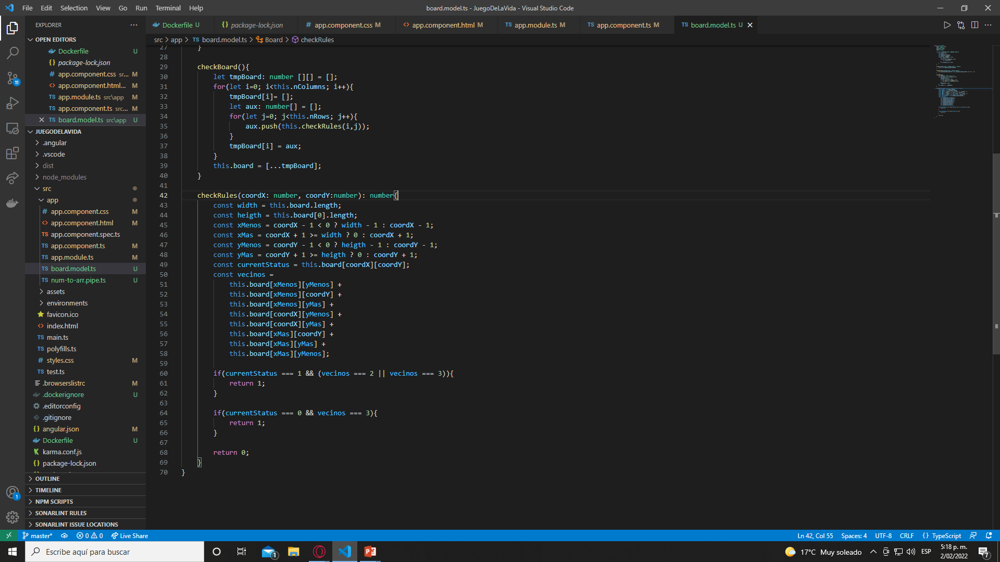 File Edit Selection View Go Run Terminal Help
board.model.ts - JuegoDeLaVida - Visual Studio Code
EXPLORER
Dockerfile U
package-lock.json
app.component.css M
app.component.html M
app.module.ts M
app.component.ts M
board.model.ts U
src > app > TS board.model.ts > Board > checkRules
OPEN EDITORS
Dockerfile U
package-lock.json
app.component.css sr... M
app.component.html... M
TS app.module.ts src\app M
TS app.component.ts src... M
TS board.model.ts src\app U
JUEGODELAVIDA
.angular
.vscode
dist
node_modules
src
app
# app.component.css M
<> app.component.html M
TS app.component.spec.ts
TS app.component.ts M
TS app.module.ts M
TS board.model.ts U
TS num-to-arr.pipe.ts U
assets
environments
favicon.ico
<> index.html
TS main.ts
TS polyfills.ts
# styles.css M
TS test.ts
.browserslistrc M
.dockerignore U
.editorconfig
.gitignore
{} angular.json M
Dockerfile U
K karma.conf.js
{} package-lock.json
OUTLINE
TIMELINE
NPM SCRIPTS
SONARLINT RULES
SONARLINT ISSUE LOCATIONS
27 }
28
29 checkBoard(){
30 let tmpBoard: number [][] = [];
31 for(let i=0; i<this.nColumns; i++){
32 tmpBoard[i]= [];
33 let aux: number[] = [];
34 for(let j=0; j<this.nRows; j++){
35 aux.push(this.checkRules(i,j));
36 }
37 tmpBoard[i] = aux;
38 }
39 this.board = [...tmpBoard];
40 }
41
42 checkRules(coordX: number, coordY:number): number{
43 const width = this.board.length;
44 const heigth = this.board[0].length;
45 const xMenos = coordX - 1 < 0 ? width - 1 : coordX - 1;
46 const xMas = coordX + 1 >= width ? 0 : coordX + 1;
47 const yMenos = coordY - 1 < 0 ? heigth - 1 : coordY - 1;
48 const yMas = coordY + 1 >= heigth ? 0 : coordY + 1;
49 const currentStatus = this.board[coordX][coordY];
50 const vecinos =
51 this.board[xMenos][yMenos] +
52 this.board[xMenos][coordY] +
53 this.board[xMenos][yMas] +
54 this.board[coordX][yMenos] +
55 this.board[coordX][yMas] +
56 this.board[xMas][coordY] +
57 this.board[xMas][yMas] +
58 this.board[xMas][yMenos];
59
60 if(currentStatus === 1 && (vecinos === 2 || vecinos === 3)){
61 return 1;
62 }
63
64 if(currentStatus === 0 && vecinos === 3){
65 return 1;
66 }
67
68 return 0;
69 }
70 }
11
1
master* 0 0 Live Share
Ln 42, Col 55 Spaces: 4 UTF-8 CRLF {} TypeScript
Escribe aquí para buscar
1
17°C Muy soleado
ESP
5:18 p. m.
2/02/2022
7